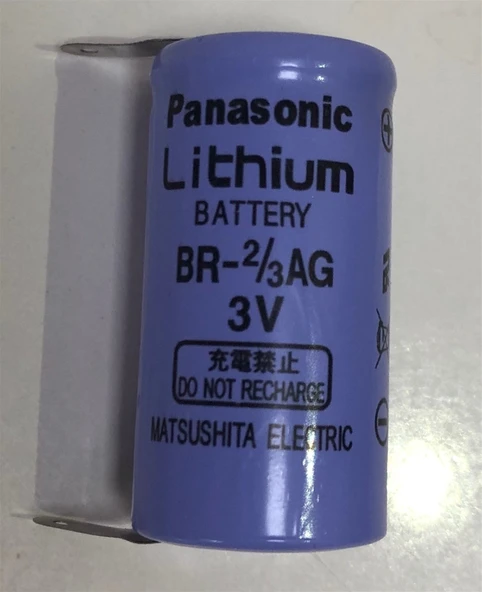 Panasonic
Lithium
BATTERY
BR-⅔AG
3V
充電禁止
DO NOT RECHARGE
MATSUSHITA ELECTRIC
+
−